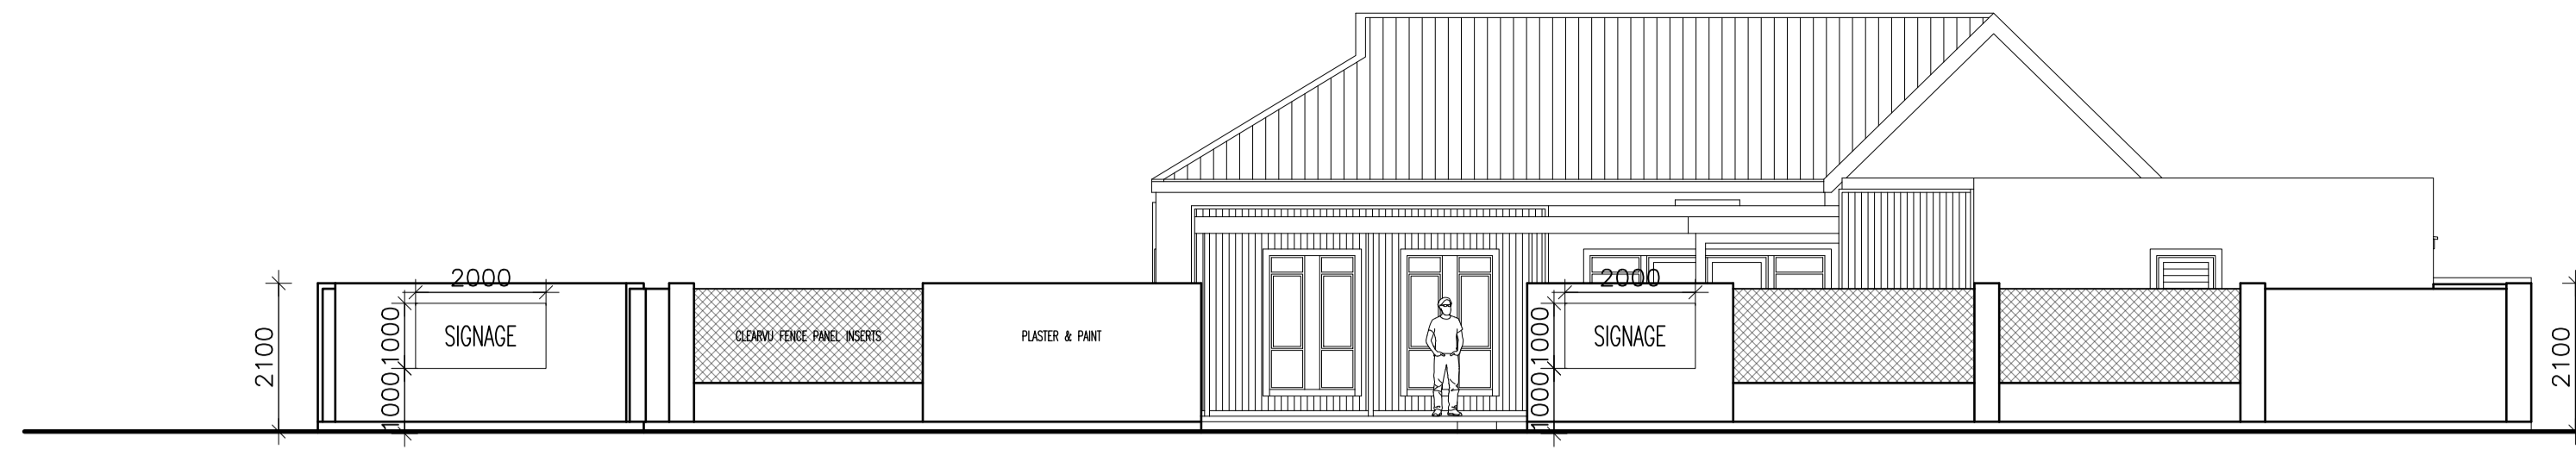 2000
2100
1000
1000
SIGNAGE
CLEARVU FENCE PANEL INSERTS
PLASTER & PAINT
2000
1000
1000
SIGNAGE
2100